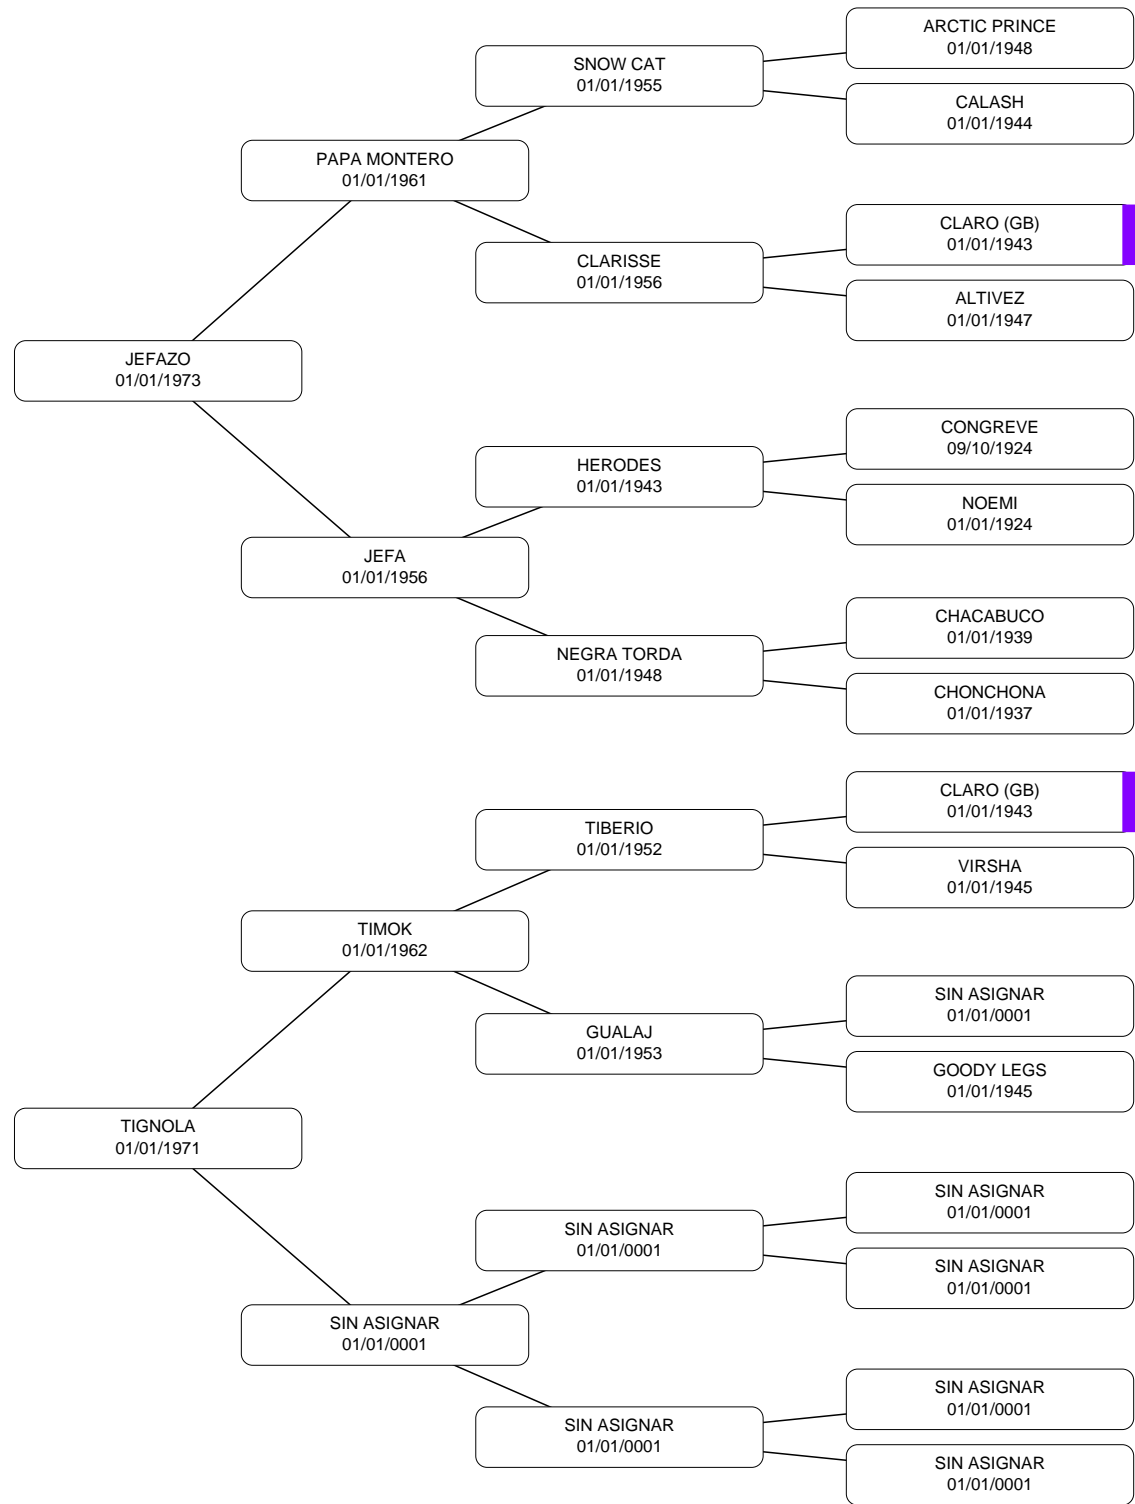 ARCTIC PRINCE
01/01/1948
SNOW CAT
01/01/1955
CALASH
01/01/1944
PAPA MONTERO
01/01/1961
CLARO (GB)
01/01/1943
CLARISSE
01/01/1956
ALTIVEZ
01/01/1947
JEFAZO
01/01/1973
CONGREVE
09/10/1924
HERODES
01/01/1943
NOEMI
01/01/1924
JEFA
01/01/1956
CHACABUCO
01/01/1939
NEGRA TORDA
01/01/1948
CHONCHONA
01/01/1937
CLARO (GB)
01/01/1943
TIBERIO
01/01/1952
VIRSHA
01/01/1945
TIMOK
01/01/1962
SIN ASIGNAR
01/01/0001
GUALAJ
01/01/1953
GOODY LEGS
01/01/1945
TIGNOLA
01/01/1971
SIN ASIGNAR
01/01/0001
SIN ASIGNAR
01/01/0001
SIN ASIGNAR
01/01/0001
SIN ASIGNAR
01/01/0001
SIN ASIGNAR
01/01/0001
SIN ASIGNAR
01/01/0001
SIN ASIGNAR
01/01/0001